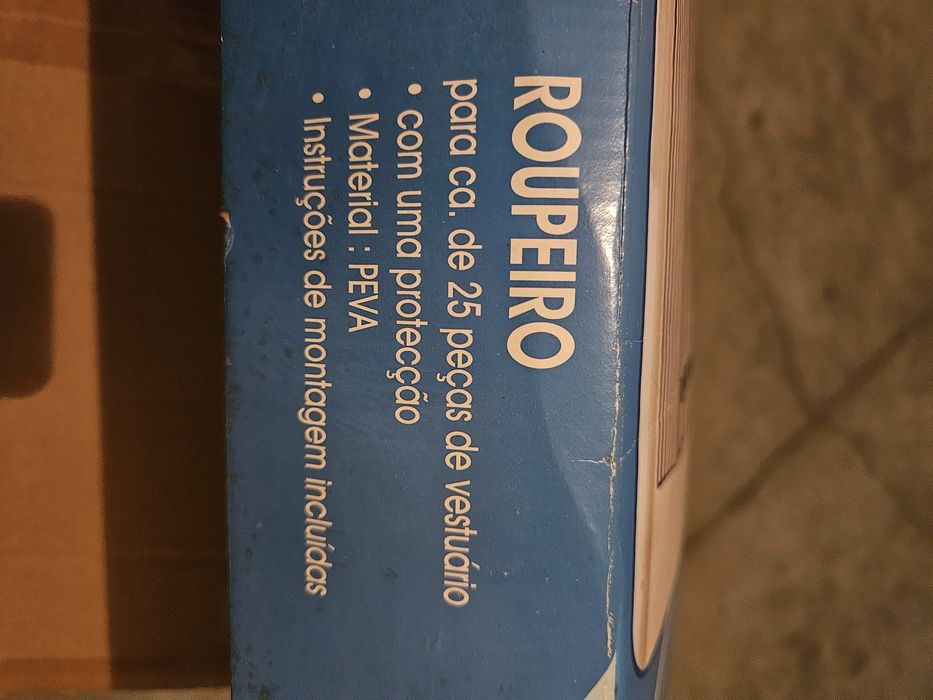 ROUPEIRO
para ca. de 25 peças de vestuário
• com uma protecção
• Material : PEVA
• Instruções de montagem incluídas